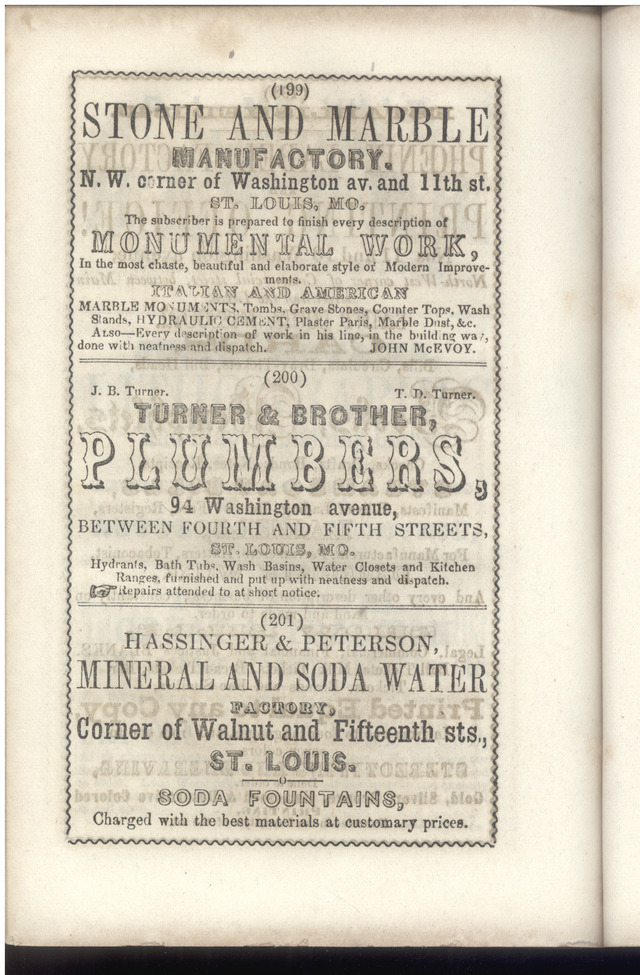 (199)
STONE AND MARBLE
MANUFACTORY.
N. W. corner of Washington av. and 11th st.
ST. LOUIS, MO.
The subscriber is prepared to finish every description of
MONUMENTAL WORK,
In the most chaste, beautiful and elaborate style of Modern Improve-
ments.
ITALIAN AND AMERICAN
MARBLE MONUMENTS, Tombs, Grave Stones, Counter Tops, Wash
Stands, HYDRAULIC CEMENT, Plaster Paris, Marble Dust, &c.
ALSO—Every description of work in his line, in the building way,
done with neatness and dispatch. JOHN McEVOY.
(200)
J. B. Turner. T. D. Turner.
TURNER & BROTHER,
PLUMBERS,
94 Washington avenue,
BETWEEN FOURTH AND FIFTH STREETS,
ST. LOUIS, MO.
Hydrants, Bath Tubs, Wash Basins, Water Closets and Kitchen
Ranges, furnished and put up with neatness and dispatch.
☞Repairs attended to at short notice.
(201)
HASSINGER & PETERSON,
MINERAL AND SODA WATER
FACTORY,
Corner of Walnut and Fifteenth sts.,
ST. LOUIS.
SODA FOUNTAINS,
Charged with the best materials at customary prices.